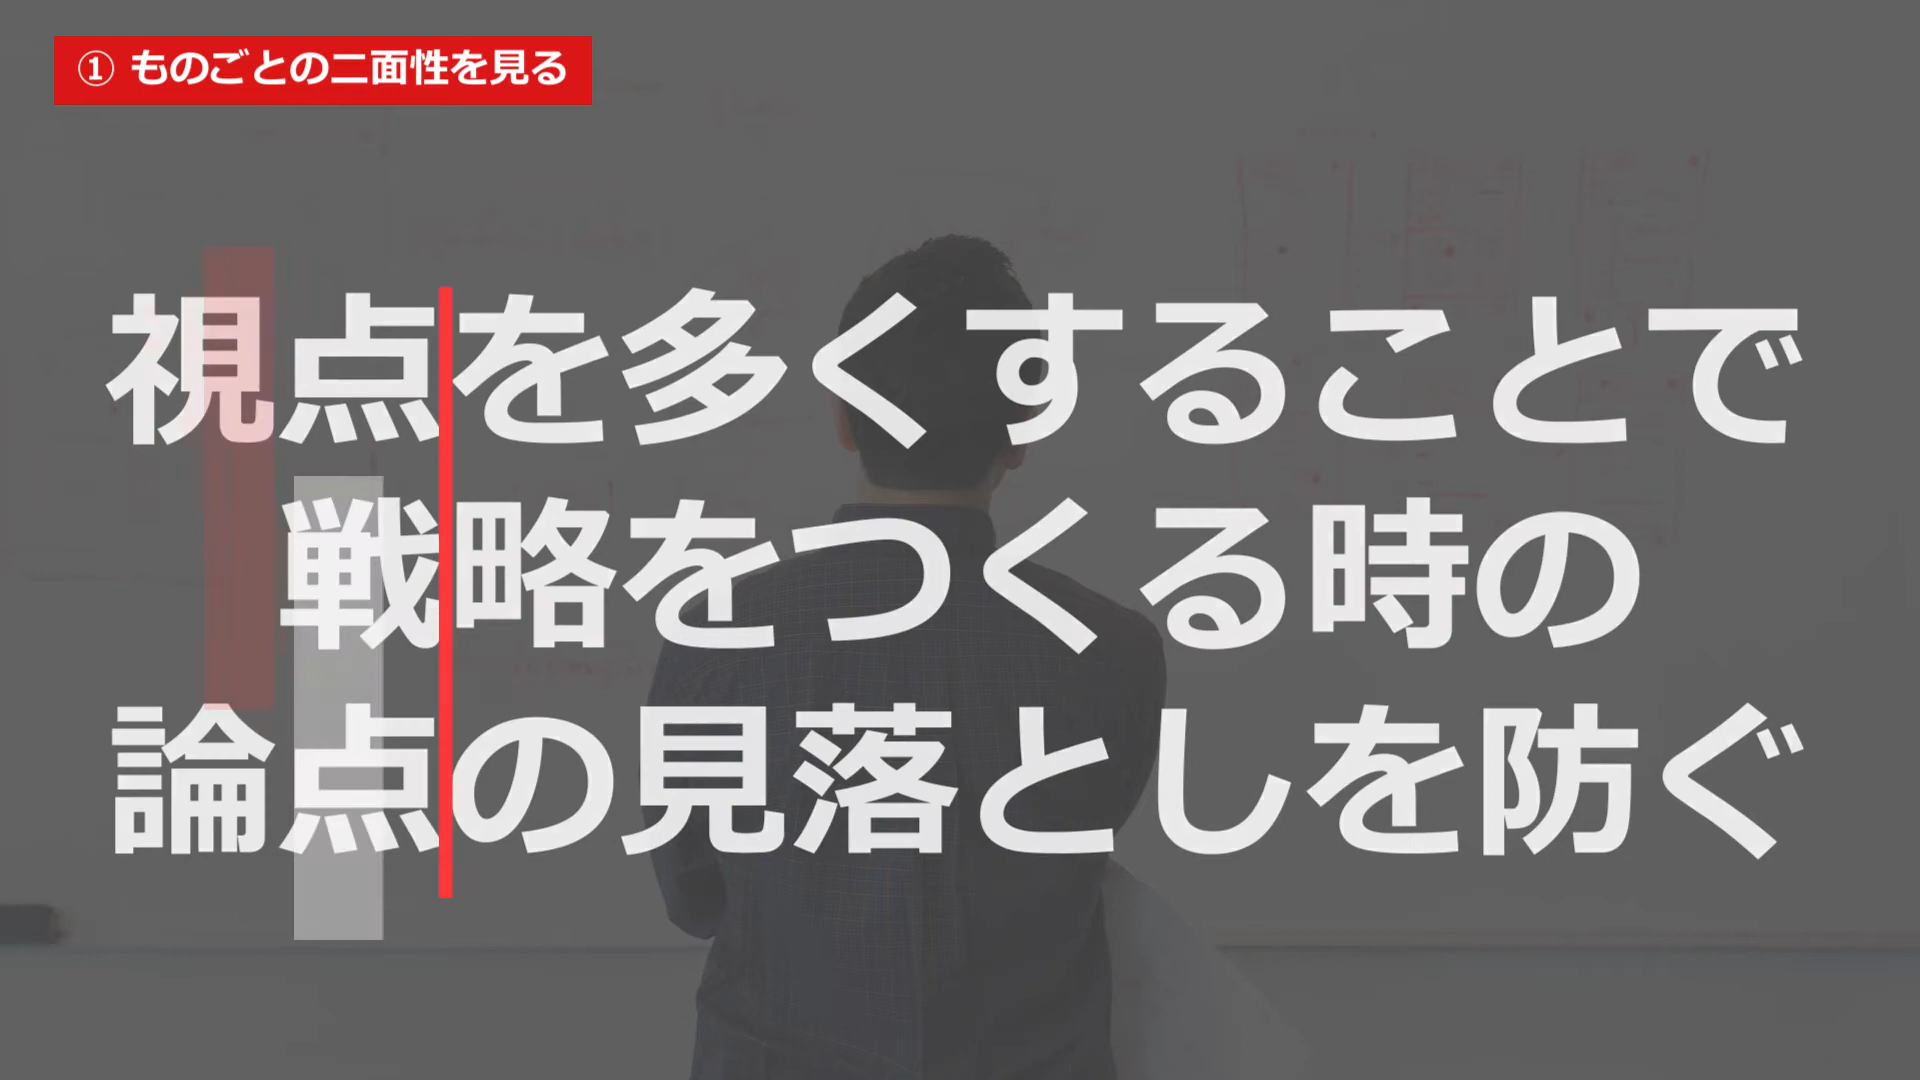 ① ものごとの二面性を見る
視点を多くすることで
戦略をつくる時の
論点の見落としを防ぐ